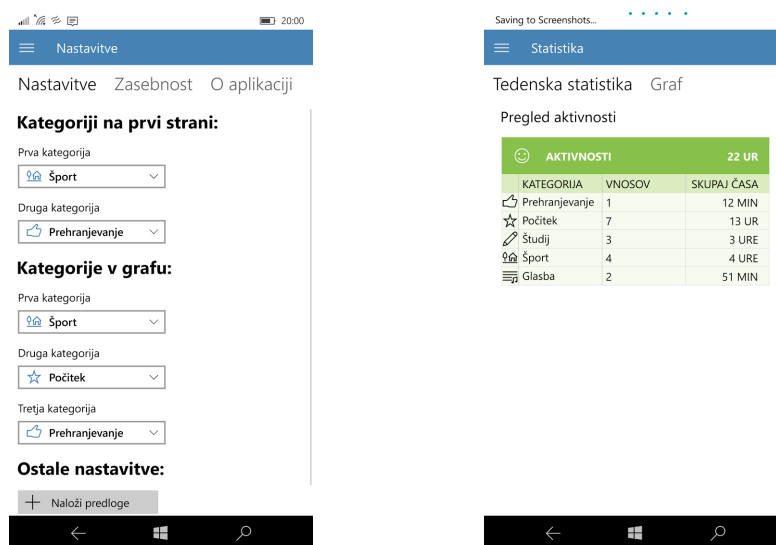 20:00
Nastavitve
Nastavitve Zasebnost O aplikaciji
Kategoriji na prvi strani:
Prva kategorija
Šport
Druga kategorija
Prehranjevanje
Kategorije v grafu:
Prva kategorija
Šport
Druga kategorija
Počitek
Tretja kategorija
Prehranjevanje
Ostale nastavitve:
Naloži predloge
Saving to Screenshots...
Statistika
Tedenska statistika Graf
Pregled aktivnosti
AKTIVNOSTI 22 UR
KATEGORIJA VNOSOV SKUPAJ ČASA
Prehranjevanje 1 12 MIN
Počitek 7 13 UR
Študij 3 3 URE
Šport 4 4 URE
Glasba 2 51 MIN